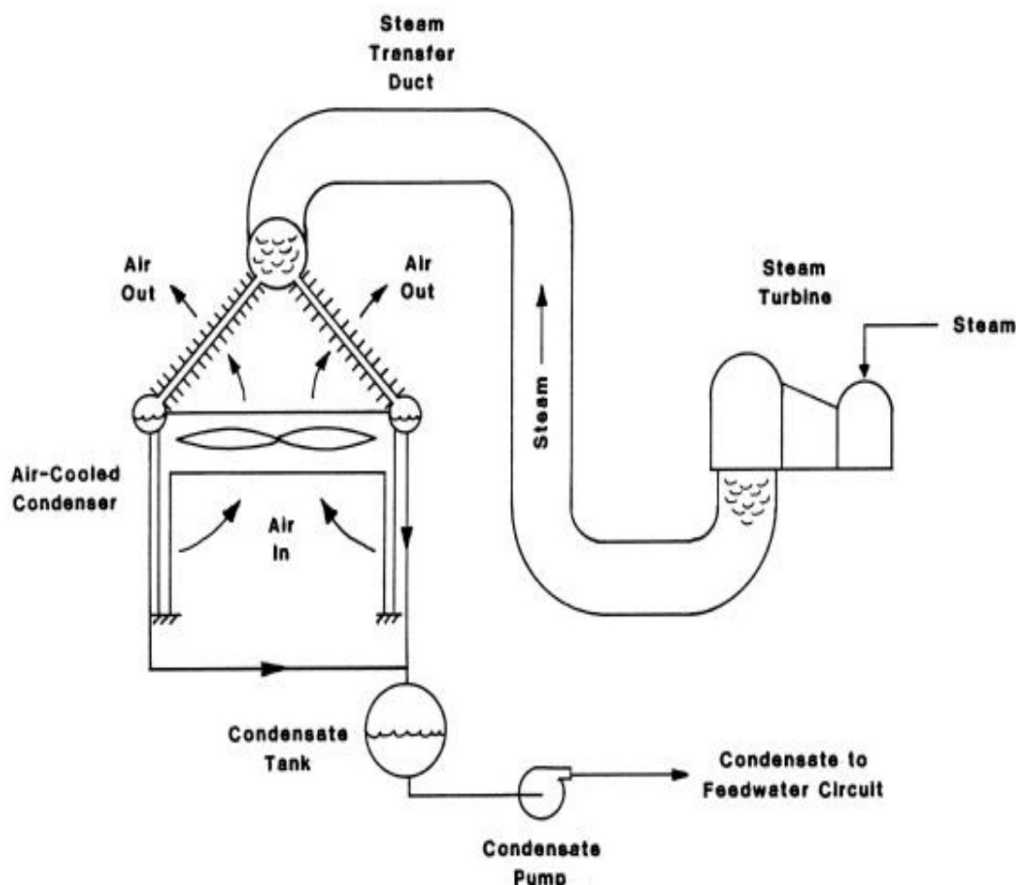 Steam
Transfer
Duct
Air
Out
Air
Out
Steam
Turbine
Steam
Steam
Air-Cooled
Condenser
Air
In
Condensate
Tank
Condensate to
Feedwater Circuit
Condensate
Pump